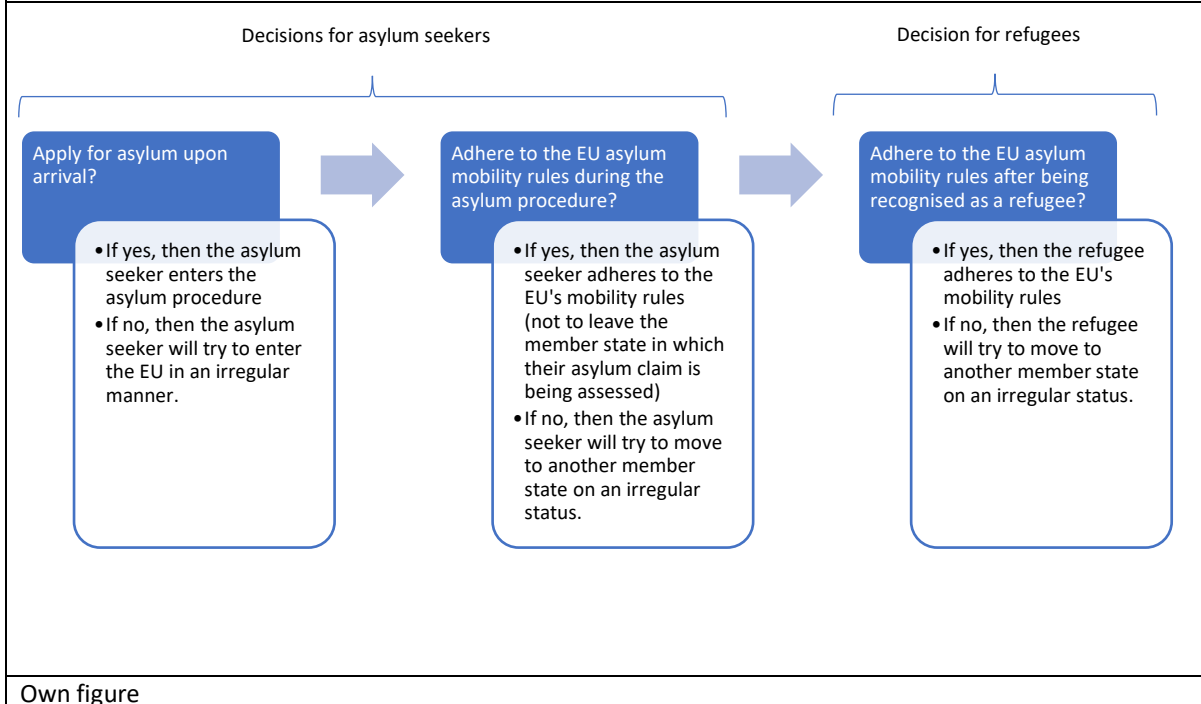 Decisions for asylum seekers
Decision for refugees
Apply for asylum upon
arrival?
•If yes, then the asylum
seeker enters the
asylum procedure
•If no, then the asylum
seeker will try to enter
the EU in an irregular
manner.
Adhere to the EU asylum
mobility rules during the
asylum procedure?
•If yes, then the asylum
seeker adheres to the
EU's mobility rules
(not to leave the
member state in which
their asylum claim is
being assessed)
•If no, then the asylum
seeker will try to move
to another member
state on an irregular
status.
Adhere to the EU asylum
mobility rules after being
recognised as a refugee?
•If yes, then the refugee
adheres to the EU's
mobility rules
•If no, then the refugee
will try to move to
another member state
on an irregular status.
Own figure